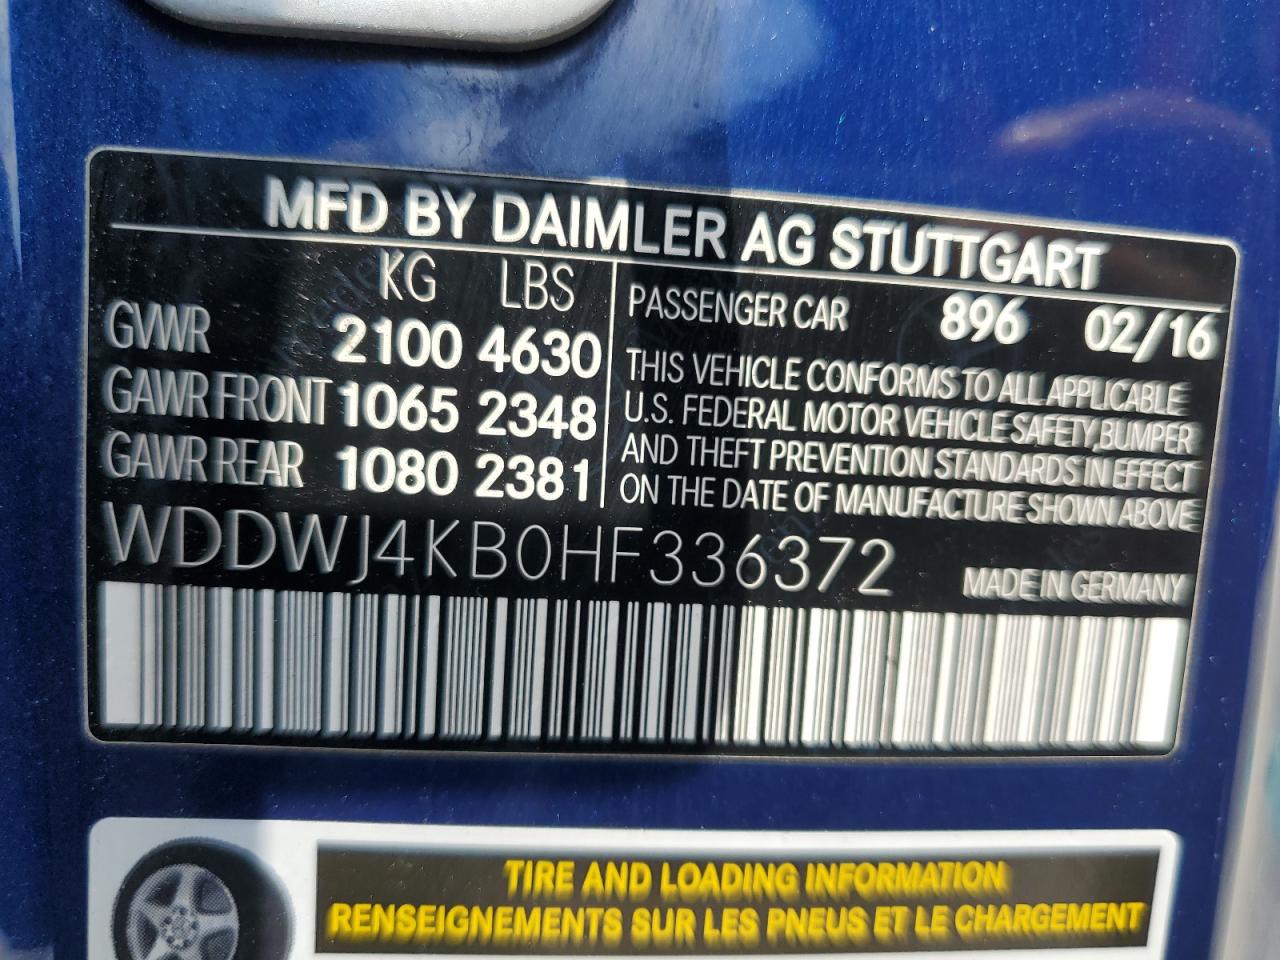 MFD BY DAIMLER AG STUTTGART
KG LBS
GVWR 2100 4630
GAWR FRONT 1065 2348
GAWR REAR 1080 2381
PASSENGER CAR 896 02/16
THIS VEHICLE CONFORMS TO ALL APPLICABLE
U.S. FEDERAL MOTOR VEHICLE SAFETY, BUMPER
AND THEFT PREVENTION STANDARDS IN EFFECT
ON THE DATE OF MANUFACTURE SHOWN ABOVE
WDDWJ4KB0HF336372
MADE IN GERMANY
TIRE AND LOADING INFORMATION
RENSEIGNEMENTS SUR LES PNEUS ET LE CHARGEMENT